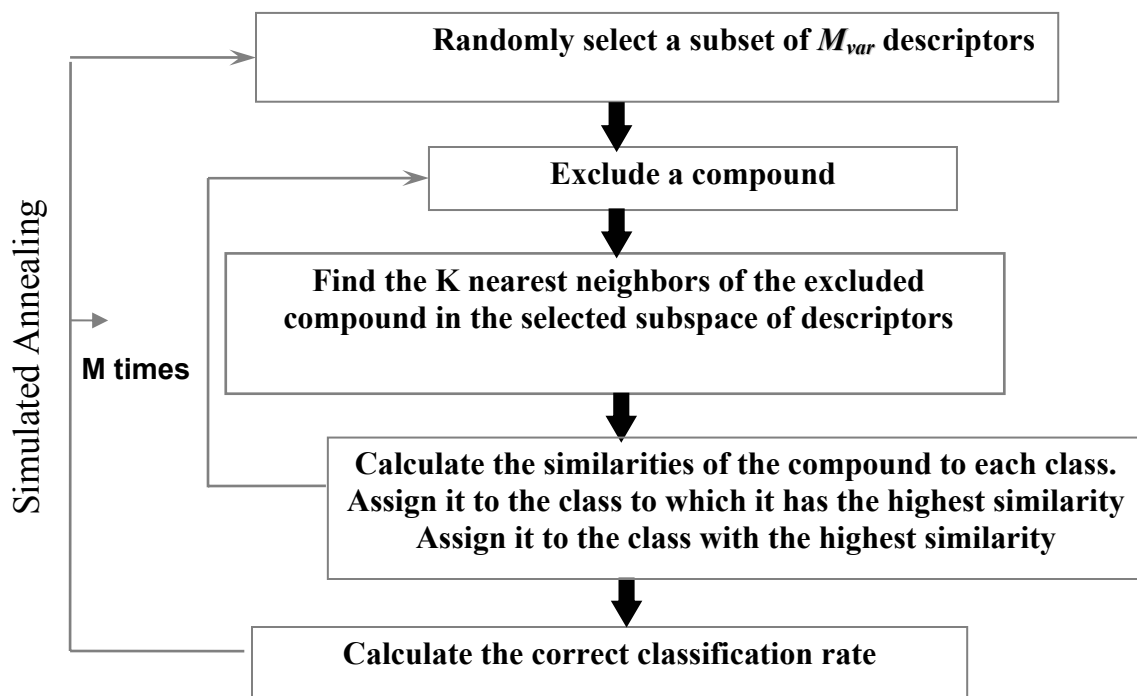 Randomly select a subset of Mvar descriptors
Exclude a compound
Find the K nearest neighbors of the excluded
compound in the selected subspace of descriptors
Simulated Annealing
M times
Calculate the similarities of the compound to each class.
Assign it to the class to which it has the highest similarity
Assign it to the class with the highest similarity
Calculate the correct classification rate